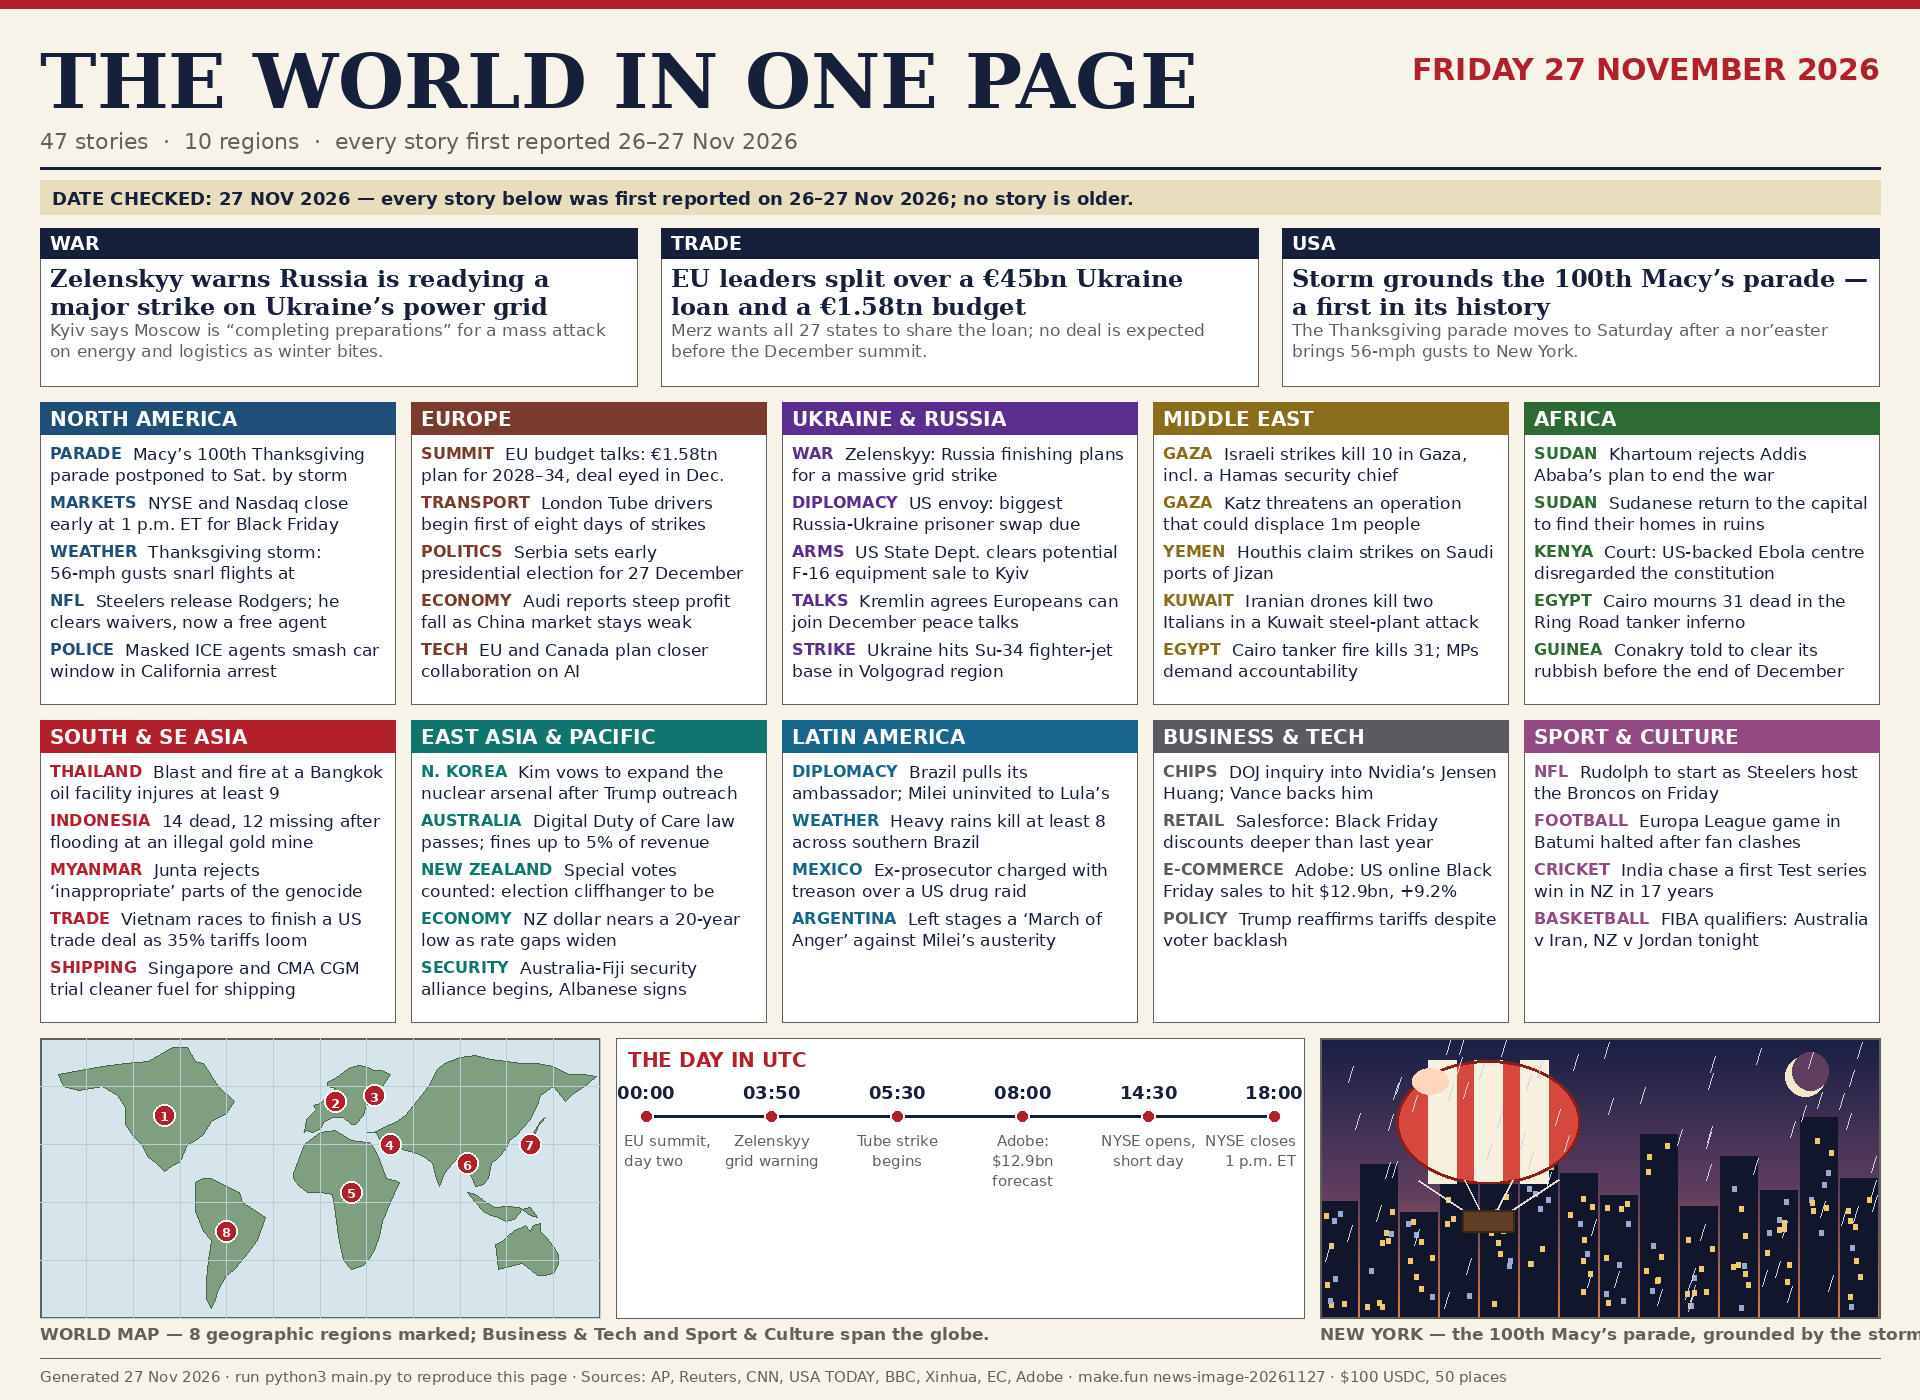 THE WORLD IN ONE PAGE
FRIDAY 27 NOVEMBER 2026
47 stories · 10 regions · every story first reported 26–27 Nov 2026
DATE CHECKED: 27 NOV 2026 — every story below was first reported on 26–27 Nov 2026; no story is older.
WAR
Zelenskyy warns Russia is readying a
major strike on Ukraine’s power grid
Kyiv says Moscow is “completing preparations” for a mass attack
on energy and logistics as winter bites.
TRADE
EU leaders split over a €45bn Ukraine
loan and a €1.58tn budget
Merz wants all 27 states to share the loan; no deal is expected
before the December summit.
USA
Storm grounds the 100th Macy’s parade —
a first in its history
The Thanksgiving parade moves to Saturday after a nor’easter
brings 56-mph gusts to New York.
NORTH AMERICA
PARADE Macy’s 100th Thanksgiving
parade postponed to Sat. by storm
MARKETS NYSE and Nasdaq close
early at 1 p.m. ET for Black Friday
WEATHER Thanksgiving storm:
56-mph gusts snarl flights at
NFL Steelers release Rodgers; he
clears waivers, now a free agent
POLICE Masked ICE agents smash car
window in California arrest
EUROPE
SUMMIT EU budget talks: €1.58tn
plan for 2028–34, deal eyed in Dec.
TRANSPORT London Tube drivers
begin first of eight days of strikes
POLITICS Serbia sets early
presidential election for 27 December
ECONOMY Audi reports steep profit
fall as China market stays weak
TECH EU and Canada plan closer
collaboration on AI
UKRAINE & RUSSIA
WAR Zelenskyy: Russia finishing plans
for a massive grid strike
DIPLOMACY US envoy: biggest
Russia-Ukraine prisoner swap due
ARMS US State Dept. clears potential
F-16 equipment sale to Kyiv
TALKS Kremlin agrees Europeans can
join December peace talks
STRIKE Ukraine hits Su-34 fighter-jet
base in Volgograd region
MIDDLE EAST
GAZA Israeli strikes kill 10 in Gaza,
incl. a Hamas security chief
GAZA Katz threatens an operation
that could displace 1m people
YEMEN Houthis claim strikes on Saudi
ports of Jizan
KUWAIT Iranian drones kill two
Italians in a Kuwait steel-plant attack
EGYPT Cairo tanker fire kills 31; MPs
demand accountability
AFRICA
SUDAN Khartoum rejects Addis
Ababa’s plan to end the war
SUDAN Sudanese return to the capital
to find their homes in ruins
KENYA Court: US-backed Ebola centre
disregarded the constitution
EGYPT Cairo mourns 31 dead in the
Ring Road tanker inferno
GUINEA Conakry told to clear its
rubbish before the end of December
SOUTH & SE ASIA
THAILAND Blast and fire at a Bangkok
oil facility injures at least 9
INDONESIA 14 dead, 12 missing after
flooding at an illegal gold mine
MYANMAR Junta rejects
‘inappropriate’ parts of the genocide
TRADE Vietnam races to finish a US
trade deal as 35% tariffs loom
SHIPPING Singapore and CMA CGM
trial cleaner fuel for shipping
EAST ASIA & PACIFIC
N. KOREA Kim vows to expand the
nuclear arsenal after Trump outreach
AUSTRALIA Digital Duty of Care law
passes; fines up to 5% of revenue
NEW ZEALAND Special votes
counted: election cliffhanger to be
ECONOMY NZ dollar nears a 20-year
low as rate gaps widen
SECURITY Australia-Fiji security
alliance begins, Albanese signs
LATIN AMERICA
DIPLOMACY Brazil pulls its
ambassador; Milei uninvited to Lula’s
WEATHER Heavy rains kill at least 8
across southern Brazil
MEXICO Ex-prosecutor charged with
treason over a US drug raid
ARGENTINA Left stages a ‘March of
Anger’ against Milei’s austerity
BUSINESS & TECH
CHIPS DOJ inquiry into Nvidia’s Jensen
Huang; Vance backs him
RETAIL Salesforce: Black Friday
discounts deeper than last year
E-COMMERCE Adobe: US online Black
Friday sales to hit $12.9bn, +9.2%
POLICY Trump reaffirms tariffs despite
voter backlash
SPORT & CULTURE
NFL Rudolph to start as Steelers host
the Broncos on Friday
FOOTBALL Europa League game in
Batumi halted after fan clashes
CRICKET India chase a first Test series
win in NZ in 17 years
BASKETBALL FIBA qualifiers: Australia
v Iran, NZ v Jordan tonight
1
2
3
4
5
6
7
8
WORLD MAP — 8 geographic regions marked; Business & Tech and Sport & Culture span the globe.
THE DAY IN UTC
00:00 03:50 05:30 08:00 14:30 18:00
EU summit,
day two
Zelenskyy
grid warning
Tube strike
begins
Adobe:
$12.9bn
forecast
NYSE opens,
short day
NYSE closes
1 p.m. ET
NEW YORK — the 100th Macy’s parade, grounded by the storm
Generated 27 Nov 2026 · run python3 main.py to reproduce this page · Sources: AP, Reuters, CNN, USA TODAY, BBC, Xinhua, EC, Adobe · make.fun news-image-20261127 · $100 USDC, 50 places